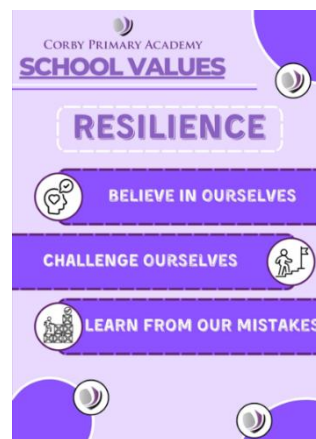 CORBY PRIMARY ACADEMY
SCHOOL VALUES
RESILIENCE
BELIEVE IN OURSELVES
CHALLENGE OURSELVES
LEARN FROM OUR MISTAKES